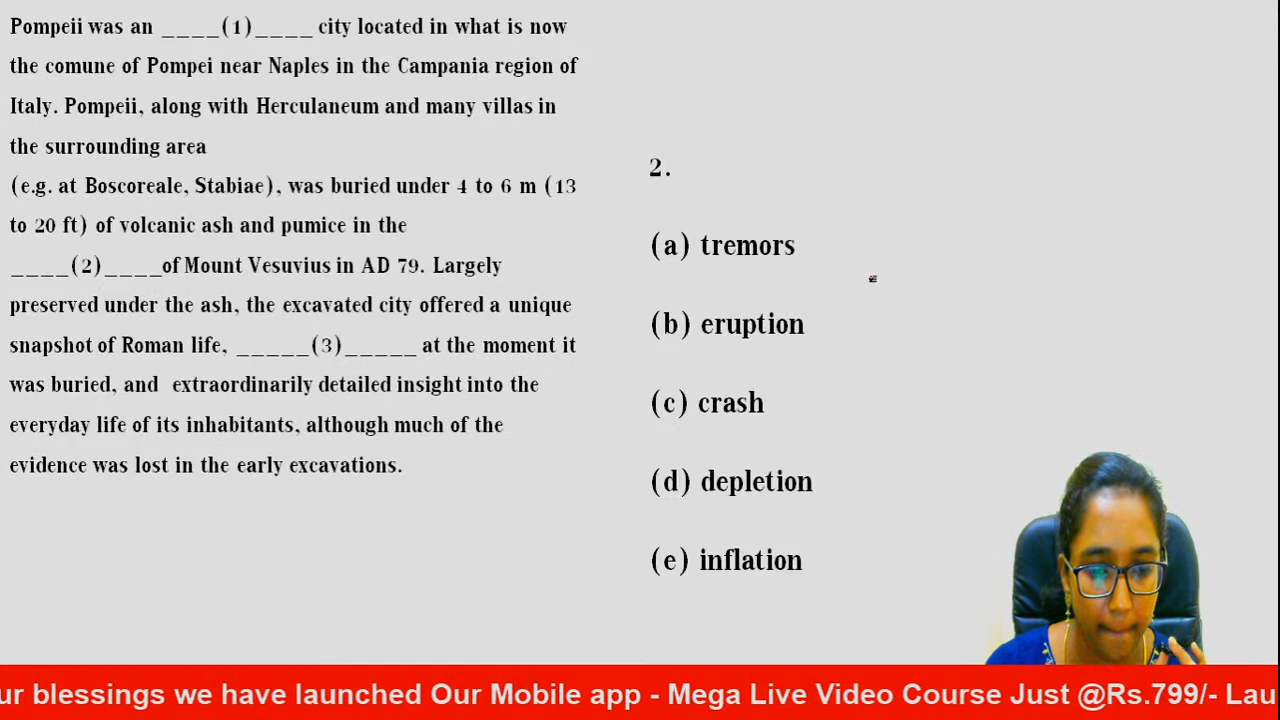 Pompeii was an ____(1)____ city located in what is now
the comune of Pompei near Naples in the Campania region of
Italy. Pompeii, along with Herculaneum and many villas in
the surrounding area
(e.g. at Boscoreale, Stabiae), was buried under 4 to 6 m (13
to 20 ft) of volcanic ash and pumice in the
____(2)____of Mount Vesuvius in AD 79. Largely
preserved under the ash, the excavated city offered a unique
snapshot of Roman life, _____(3)_____ at the moment it
was buried, and extraordinarily detailed insight into the
everyday life of its inhabitants, although much of the
evidence was lost in the early excavations.
2.
(a) tremors
(b) eruption
(c) crash
(d) depletion
(e) inflation
ur blessings we have launched Our Mobile app - Mega Live Video Course Just @Rs.799/- Lau